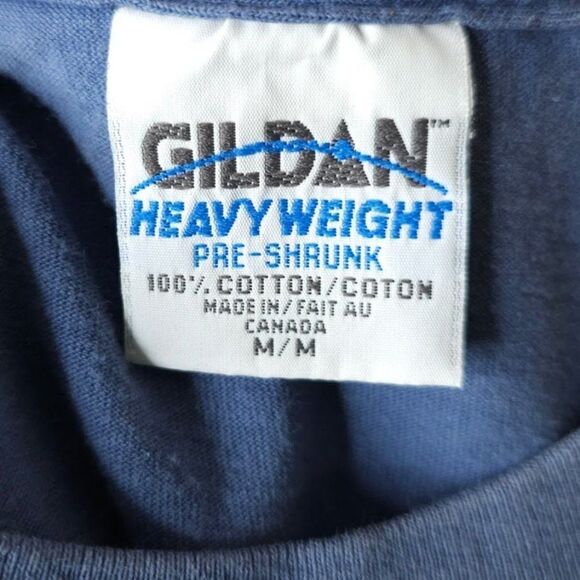 GILDAN™
HEAVY WEIGHT
PRE-SHRUNK
100% COTTON/COTON
MADE IN/FAIT AU
CANADA
M/M